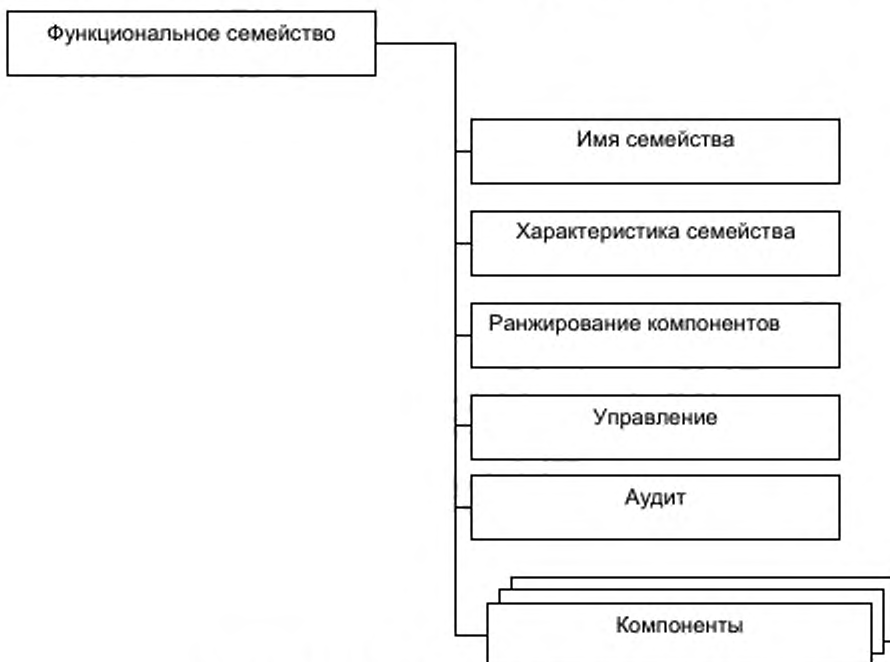 Функциональное семейство
Имя семейства
Характеристика семейства
Ранжирование компонентов
Управление
Аудит
Компоненты